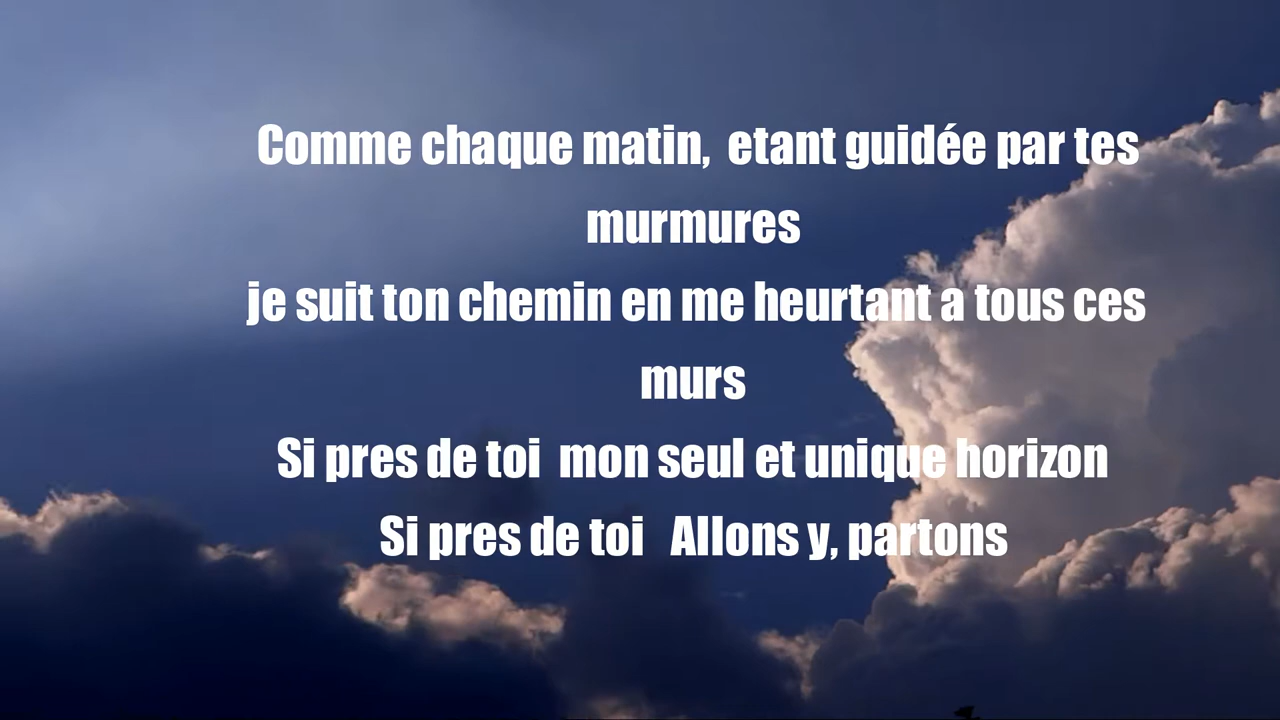 Comme chaque matin,  etant guidée par tes
murmures
je suit ton chemin en me heurtant a tous ces
murs
Si pres de toi  mon seul et unique horizon
Si pres de toi   Allons y, partons